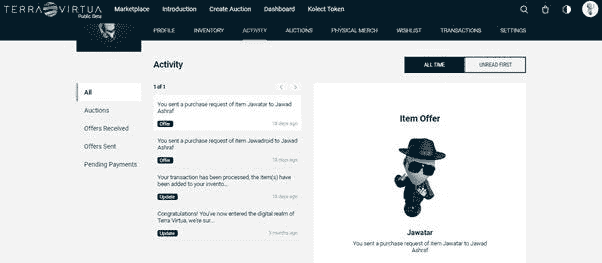 TERRA VIRTUA
Public Beta
Marketplace Introduction Create Auction Dashboard Kolect Token
PROFILE INVENTORY ACTIVITY AUCTIONS PHYSICAL MERCH WISHLIST TRANSACTIONS SETTINGS
Activity
ALL TIME UNREAD FIRST
All
Auctions
Offers Received
Offers Sent
Pending Payments
1 of 1
You sent a purchase request of item Jawatar to Jawad
Ashraf
Offer 18 days ago
You sent a purchase request of item Jawadroid to Jawad
Ashraf
Offer 18 days ago
Your transaction has been processed, the item(s) have
been added to your invento...
Update 18 days ago
Congratulations! You've now entered the digital realm of
Terra Virtua, we're sur...
Update 3 months ago
Item Offer
Jawatar
You sent a purchase request of item Jawatar to Jawad
Ashraf